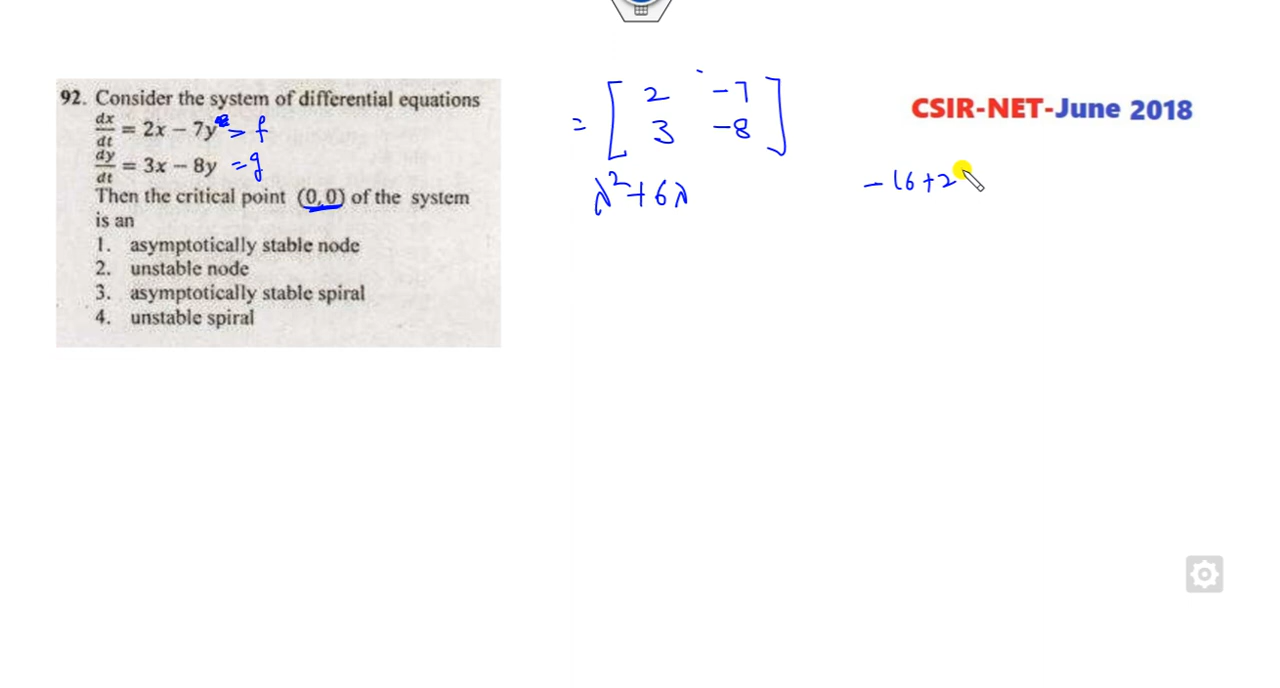 92. Consider the system of differential equations
dx/dt = 2x − 7y = f
dy/dt = 3x − 8y = g
Then the critical point (0,0) of the system
is an
1. asymptotically stable node
2. unstable node
3. asymptotically stable spiral
4. unstable spiral
= [ 2 −7
3 −8 ]
λ² + 6λ
CSIR-NET-June 2018
−16+2